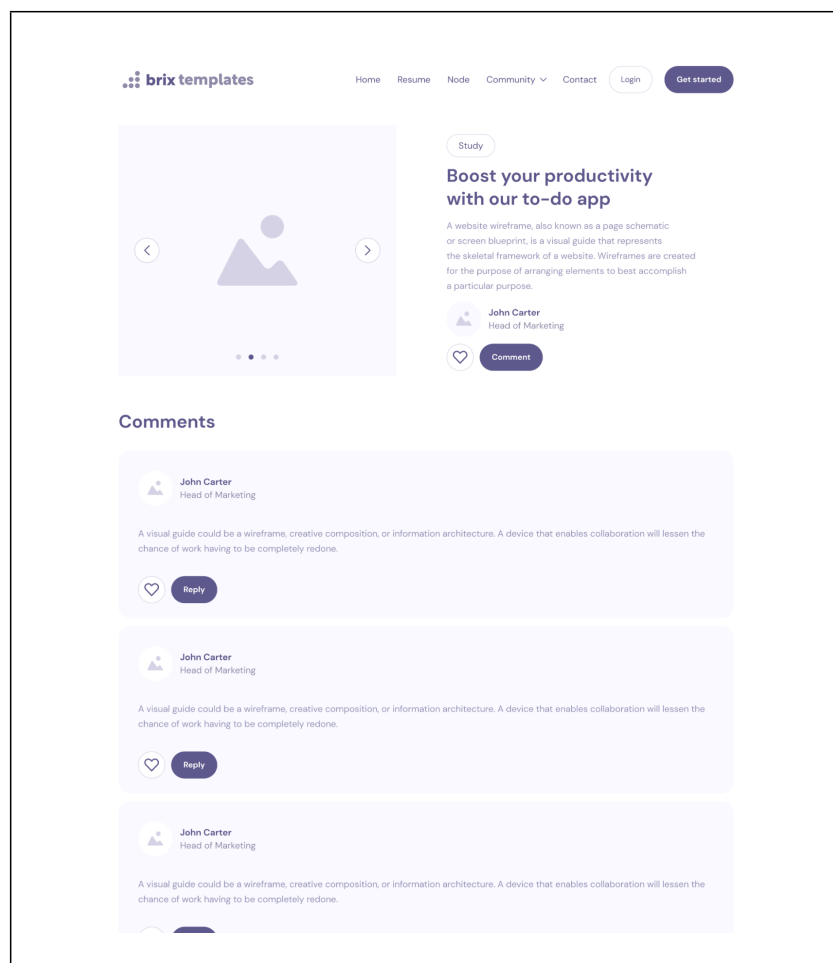 brix templates
Home Resume Node Community Contact Login Get started
Study
Boost your productivity
with our to-do app
A website wireframe, also known as a page schematic
or screen blueprint, is a visual guide that represents
the skeletal framework of a website. Wireframes are created
for the purpose of arranging elements to best accomplish
a particular purpose.
John Carter
Head of Marketing
Comment
Comments
John Carter
Head of Marketing
A visual guide could be a wireframe, creative composition, or information architecture. A device that enables collaboration will lessen the
chance of work having to be completely redone.
Reply
John Carter
Head of Marketing
A visual guide could be a wireframe, creative composition, or information architecture. A device that enables collaboration will lessen the
chance of work having to be completely redone.
Reply
John Carter
Head of Marketing
A visual guide could be a wireframe, creative composition, or information architecture. A device that enables collaboration will lessen the
chance of work having to be completely redone.